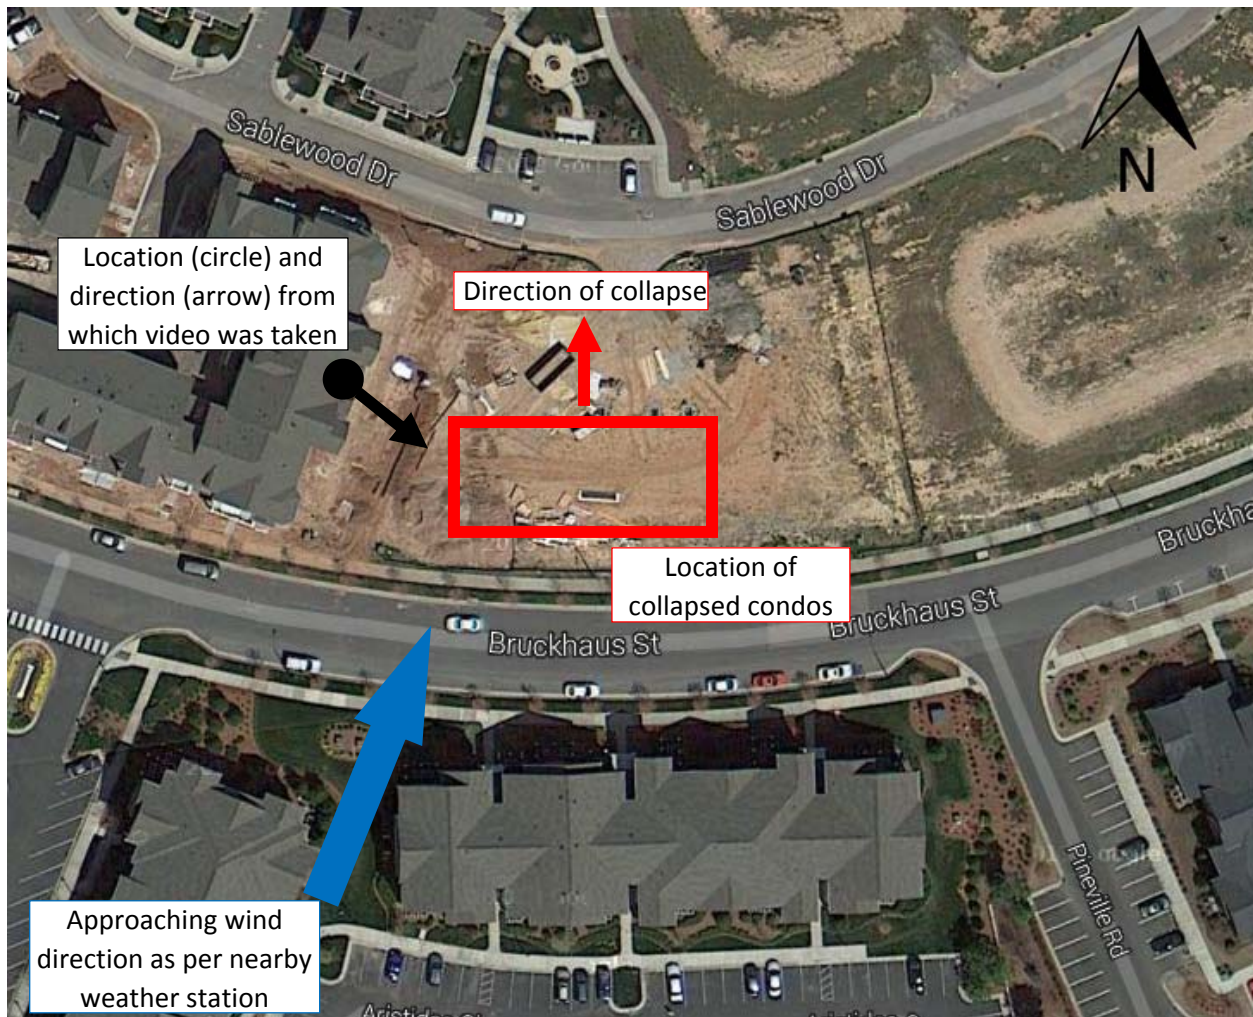 Sablewood Dr
Sablewood Dr
N
Location (circle) and
direction (arrow) from
which video was taken
Direction of collapse
Location of
collapsed condos
Bruckhaus St
Bruckhaus St
Pineville Rd
Approaching wind
direction as per nearby
weather station